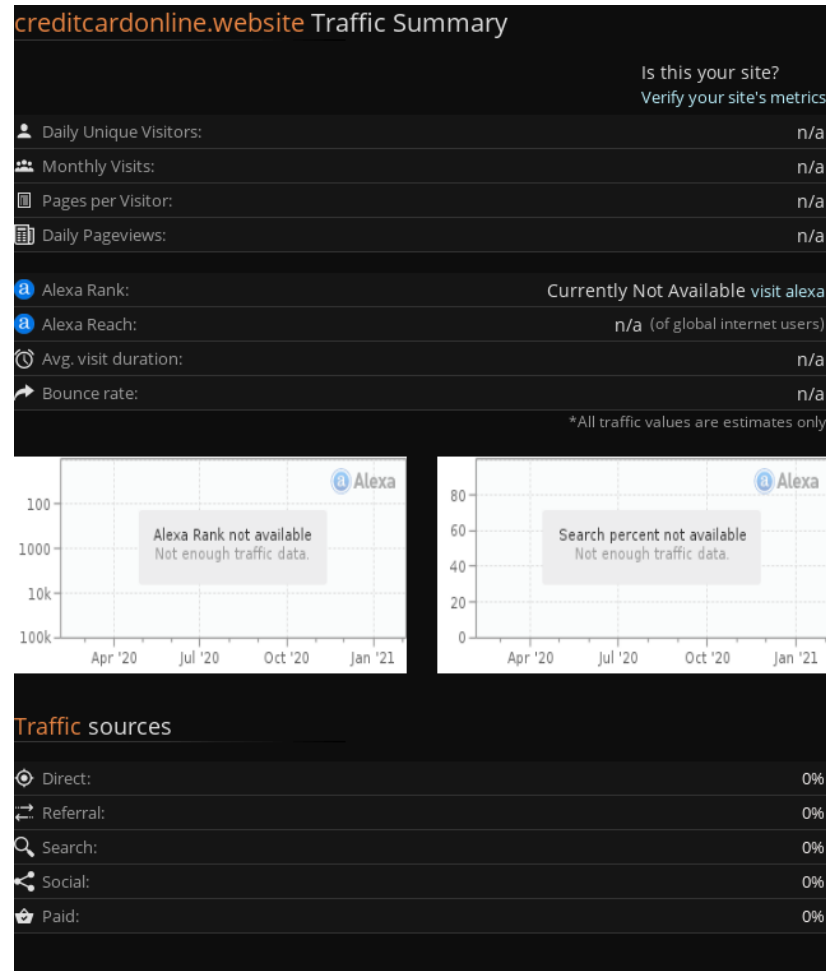 creditcardonline.website Traffic Summary
Is this your site?
Verify your site's metrics
Daily Unique Visitors: n/a
Monthly Visits: n/a
Pages per Visitor: n/a
Daily Pageviews: n/a
a Alexa Rank: Currently Not Available visit alexa
a Alexa Reach: n/a (of global internet users)
Avg. visit duration: n/a
Bounce rate: n/a
*All traffic values are estimates only
a Alexa
100
1000
10k
100k
Alexa Rank not available
Not enough traffic data.
Apr '20 Jul '20 Oct '20 Jan '21
a Alexa
80
60
40
20
0
Search percent not available
Not enough traffic data.
Apr '20 Jul '20 Oct '20 Jan '21
Traffic sources
Direct: 0%
Referral: 0%
Search: 0%
Social: 0%
Paid: 0%